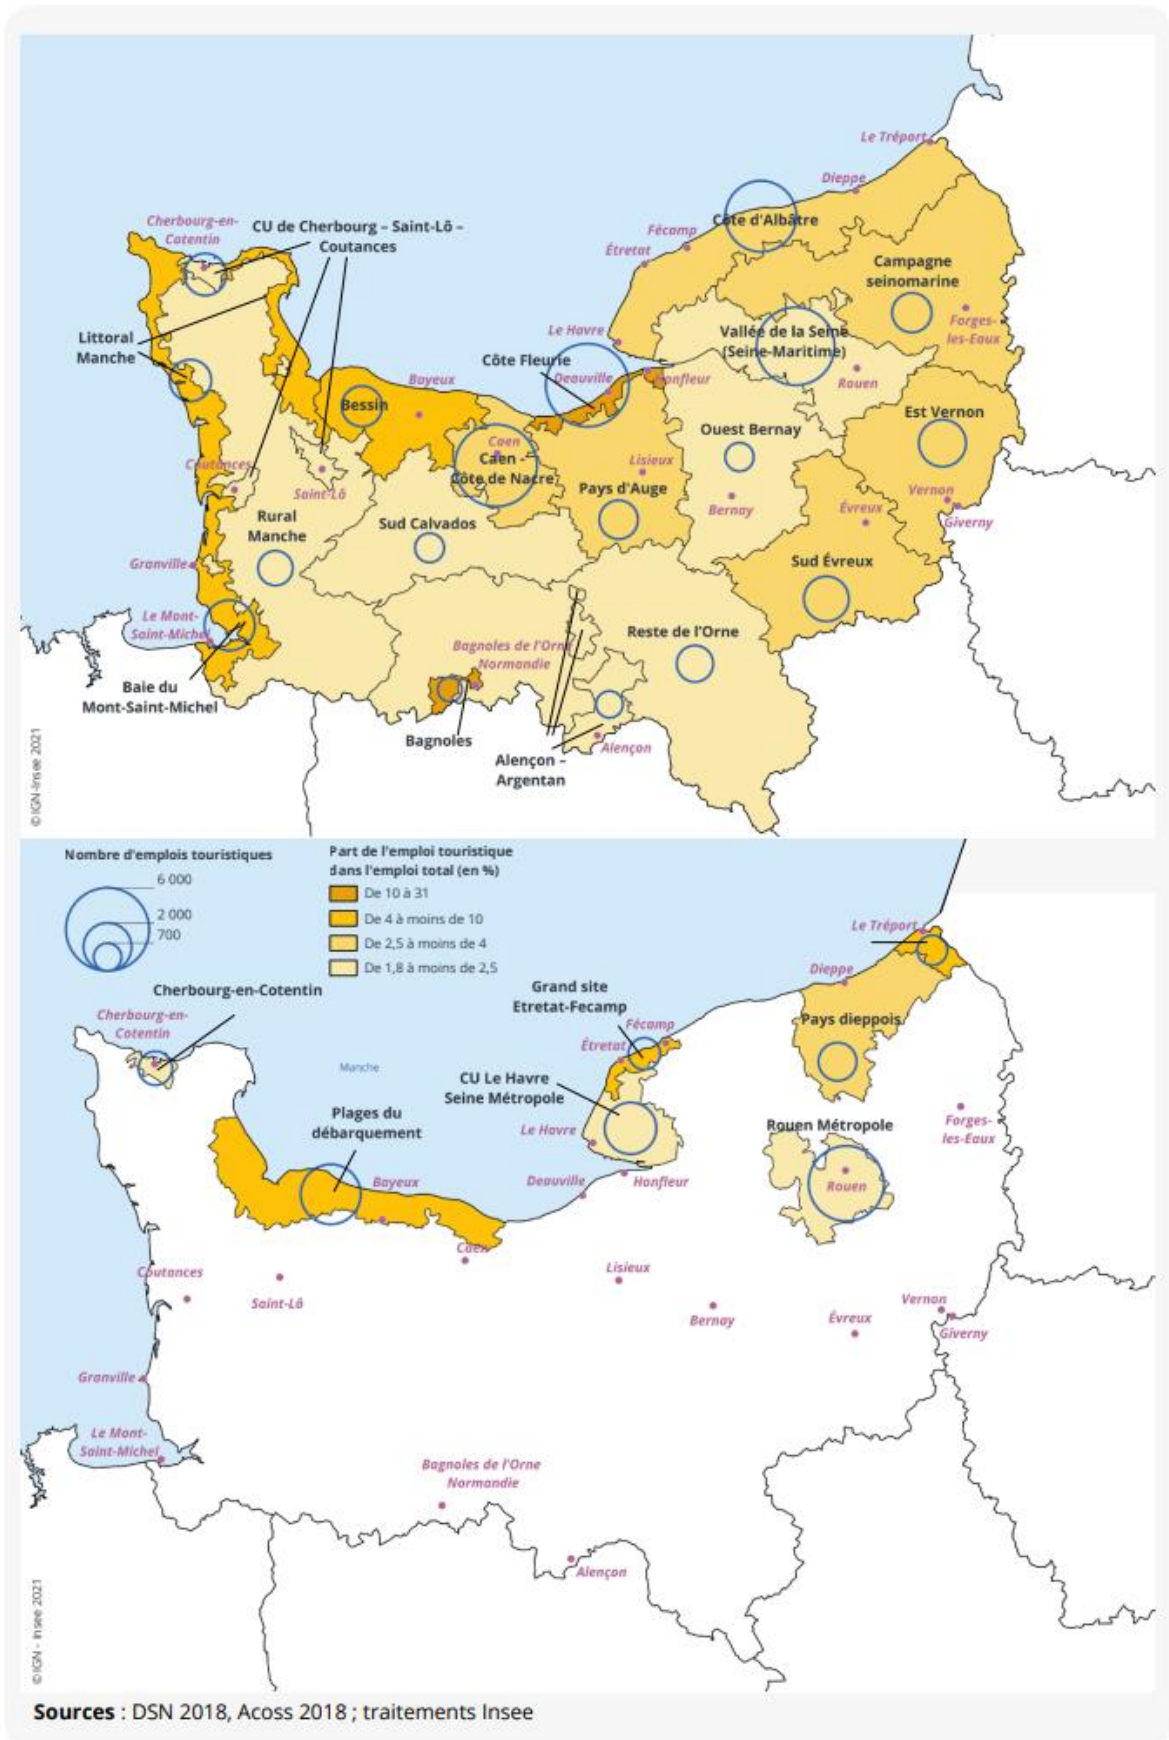 Le Tréport
Dieppe
Côte d'Albâtre
Fécamp
Étretat
Cherbourg-en-
Cotentin
CU de Cherbourg – Saint-Lô –
Coutances
Campagne
seinomarine
Forges-
les-Eaux
Littoral
Manche
Le Havre
Vallée de la Seine
(Seine-Maritime)
Rouen
Côte Fleurie
Deauville
Honfleur
Bayeux
Bessin
Est Vernon
Ouest Bernay
Caen
Caen -
Côte de Nacre
Lisieux
Pays d'Auge
Coutances
Saint-Lô
Bernay
Vernon
Évreux
Giverny
Rural
Manche
Sud Calvados
Granville
Sud Évreux
Le Mont-
Saint-Michel
Reste de l'Orne
Bagnoles de l'Orne
Normandie
Baie du
Mont-Saint-Michel
Bagnoles
Alençon
Alençon –
Argentan
©IGN-Insee 2021
Nombre d'emplois touristiques
6 000
2 000
700
Part de l'emploi touristique
dans l'emploi total (en %)
De 10 à 31
De 4 à moins de 10
De 2,5 à moins de 4
De 1,8 à moins de 2,5
Le Tréport
Dieppe
Cherbourg-en-Cotentin
Grand site
Etretat-Fecamp
Cherbourg-en-
Cotentin
Fécamp
Pays dieppois
Étretat
Manche
CU Le Havre
Seine Métropole
Plages du
débarquement
Le Havre
Rouen Métropole
Forges-
les-Eaux
Bayeux
Deauville
Honfleur
Rouen
Caen
Coutances
Lisieux
Saint-Lô
Bernay
Vernon
Évreux
Giverny
Granville
Le Mont-
Saint-Michel
Bagnoles de l'Orne
Normandie
Alençon
©IGN - Insee 2021
Sources : DSN 2018, Acoss 2018 ; traitements Insee